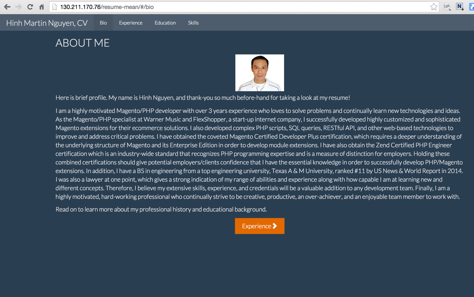 130.211.170.76/resume-mean/#/bio
Hinh Martin Nguyen, CV Bio Experience Education Skills
ABOUT ME
Here is brief profile. My name is Hinh Nguyen, and thank-you so much before-hand for taking a look at my resume!
I am a highly motivated Magento/PHP developer with over 3 years experience who loves to solve problems and continually learn new technologies and ideas.
As the Magento/PHP specialist at Warner Music and FlexShopper, a start-up internet company, I successfully developed highly customized and sophisticated
Magento extensions for their ecommerce solutions. I also developed complex PHP scripts, SQL queries, RESTful API, and other web-based technologies to
improve and address critical problems. I have obtained the coveted Magento Certified Developer Plus certification, which requires a deeper understanding of
the underlying structure of Magento and its Enterprise Edition in order to develop module extensions. I have also obtain the Zend Certified PHP Engineer
certification which is an industry-wide standard that recognizes PHP programming expertise and is a measure of distinction for employers. Holding these
combined certifications should give potential employers/clients confidence that I have the essential knowledge in order to successfully develop PHP/Magento
extensions. In addition, I have a BS in engineering from a top engineering university, Texas A & M University, ranked #11 by US News & World Report in 2014.
I was also a lawyer at one point, which gives a strong indication of my range of abilities and experience along with how capable I am at learning new and
different concepts. Therefore, I believe my extensive skills, experience, and credentials will be a valuable addition to any development team. Finally, I am a
highly motivated, hard-working professional who continually strive to be creative, productive, an over-achiever, and an enjoyable team member to work with.
Read on to learn more about my professional history and educational background.
Experience